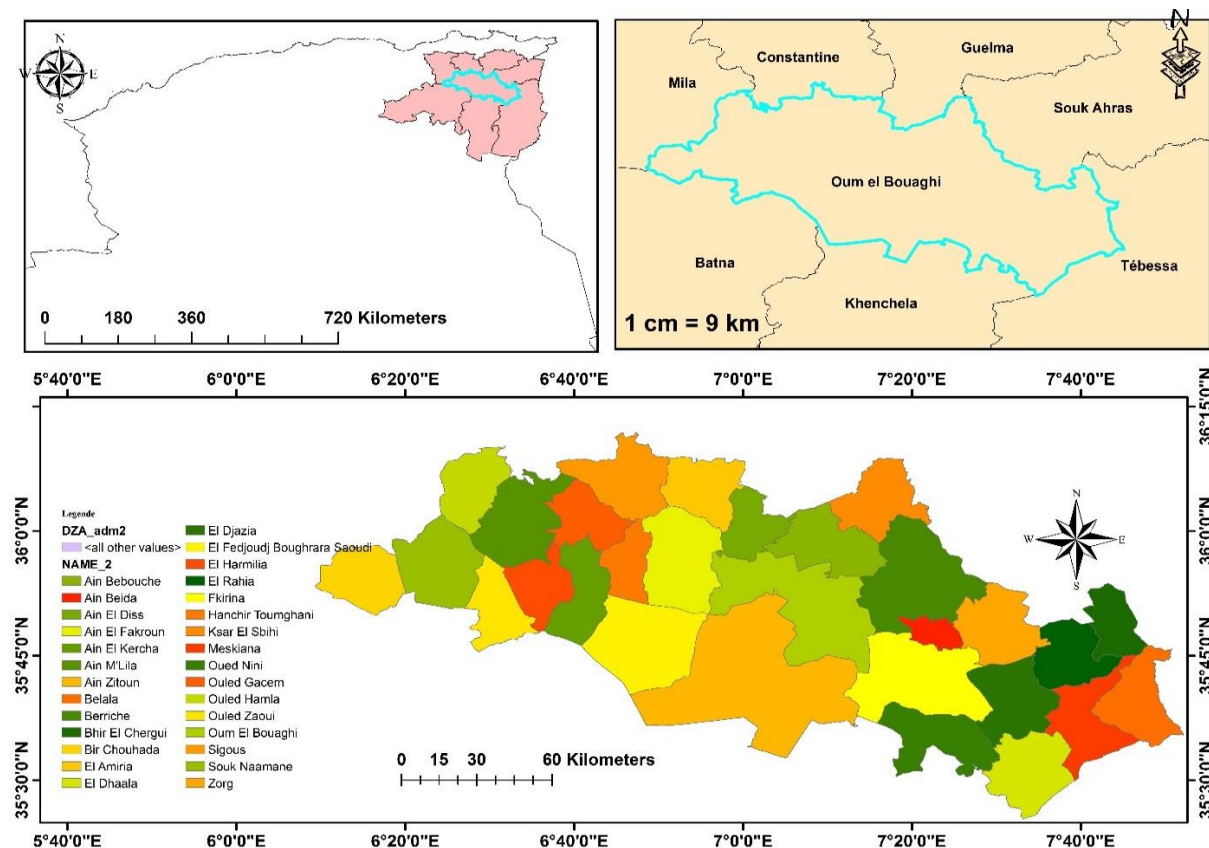 N
W E
S
0 180 360 720 Kilometers
N
Guelma
Constantine
Mila
Souk Ahras
Oum el Bouaghi
Batna
Tébessa
Khenchela
1 cm = 9 km
5°40'0"E 6°0'0"E 6°20'0"E 6°40'0"E 7°0'0"E 7°20'0"E 7°40'0"E
36°15'0"N
36°0'0"N 36°0'0"N
35°45'0"N 35°45'0"N
35°30'0"N 35°30'0"N
N
W E
S
Legende
DZA_adm2
<all other values>
NAME_2
Ain Bebouche
Ain Beida
Ain El Diss
Ain El Fakroun
Ain El Kercha
Ain M'Lila
Ain Zitoun
Belala
Berriche
Bhir El Chergui
Bir Chouhada
El Amiria
El Dhaala
El Djazia
El Fedjoudj Boughrara Saoudi
El Harmilia
El Rahia
Fkirina
Hanchir Toumghani
Ksar El Sbihi
Meskiana
Oued Nini
Ouled Gacem
Ouled Hamla
Ouled Zaoui
Oum El Bouaghi
Sigous
Souk Naamane
Zorg
0 15 30 60 Kilometers
5°40'0"E 6°0'0"E 6°20'0"E 6°40'0"E 7°0'0"E 7°20'0"E 7°40'0"E